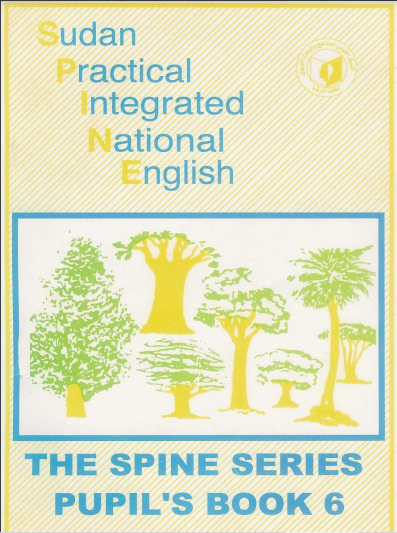 Sudan
Practical
Integrated
National
English
THE SPINE SERIES
PUPIL'S BOOK 6